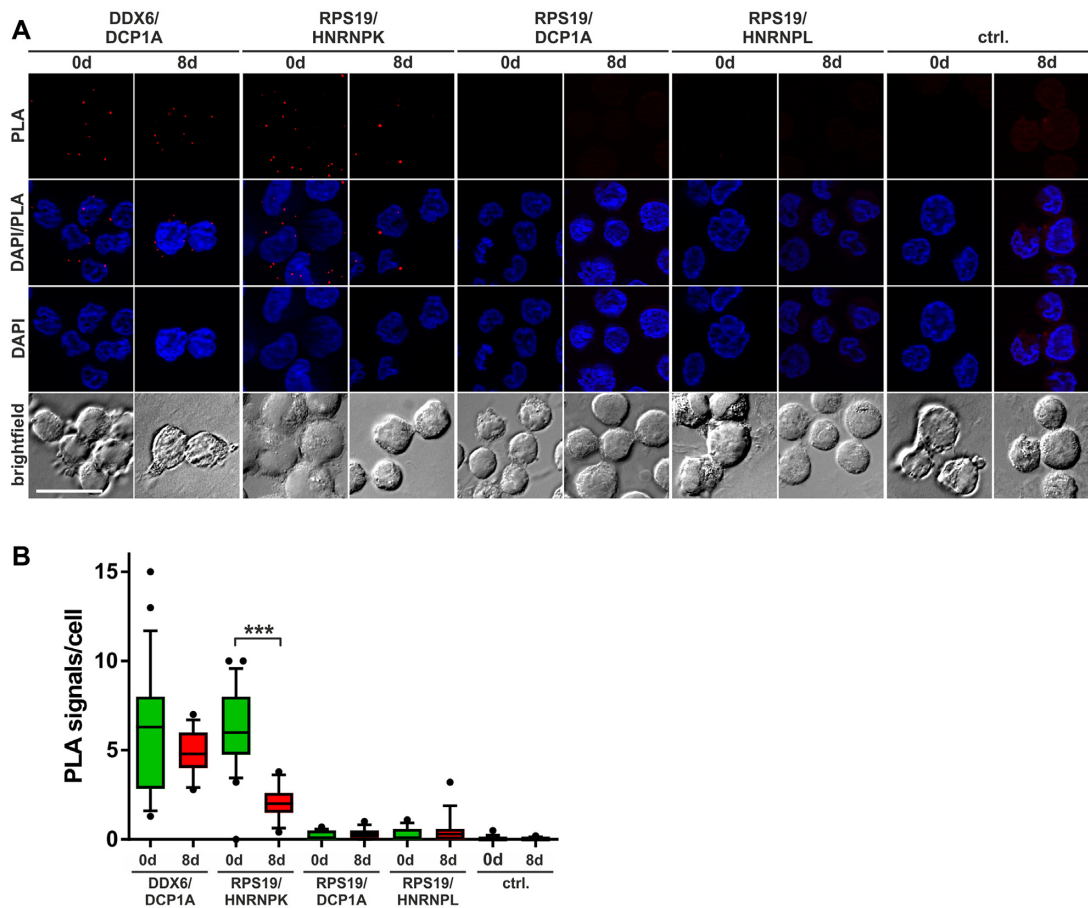 A
DDX6/
DCP1A
RPS19/
HNRNPK
RPS19/
DCP1A
RPS19/
HNRNPL
ctrl.
0d 8d 0d 8d 0d 8d 0d 8d 0d 8d
PLA
DAPI/PLA
DAPI
brightfield
B
PLA signals/cell
15
10
5
0
***
0d 8d 0d 8d 0d 8d 0d 8d 0d 8d
DDX6/
DCP1A
RPS19/
HNRNPK
RPS19/
DCP1A
RPS19/
HNRNPL
ctrl.